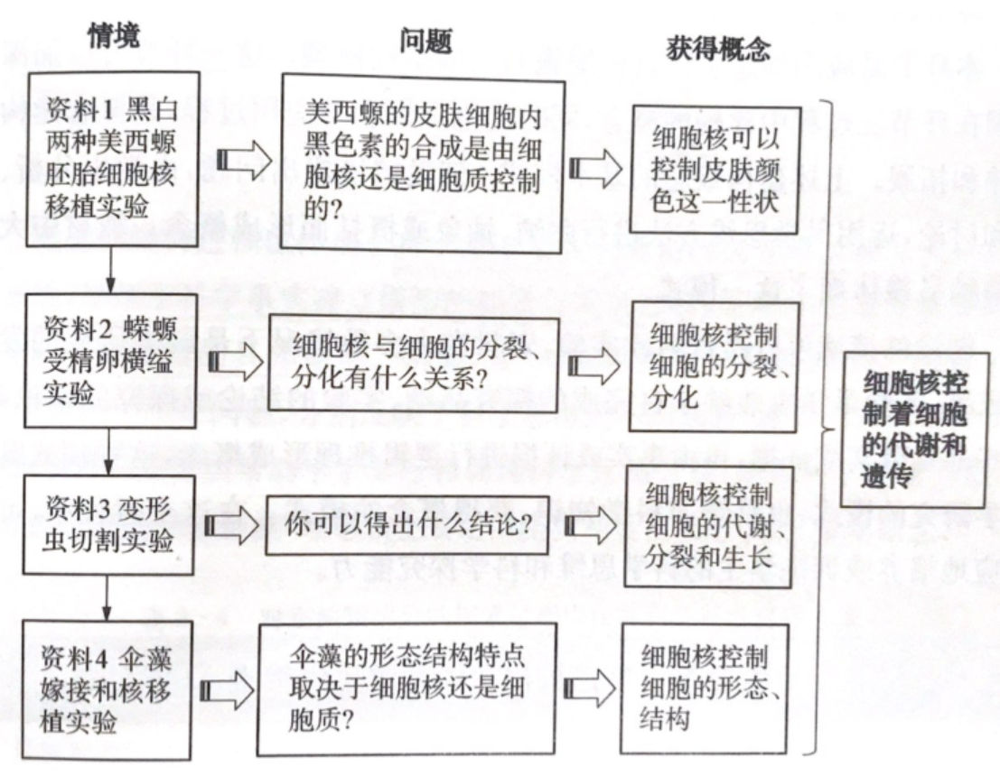 情境
问题
获得概念
资料1 黑白
两种美西螈
胚胎细胞核
移植实验
美西螈的皮肤细胞内
黑色素的合成是由细
胞核还是细胞质控制
的?
细胞核可以
控制皮肤颜
色这一性状
资料2 蝾螈
受精卵横缢
实验
细胞核与细胞的分裂、
分化有什么关系?
细胞核控制
细胞的分裂、
分化
资料3 变形
虫切割实验
你可以得出什么结论?
细胞核控制
细胞的代谢、
分裂和生长
资料4 伞藻
嫁接和核移
植实验
伞藻的形态结构特点
取决于细胞核还是细
胞质?
细胞核控制
细胞的形态、
结构
细胞核控
制着细胞
的代谢和
遗传